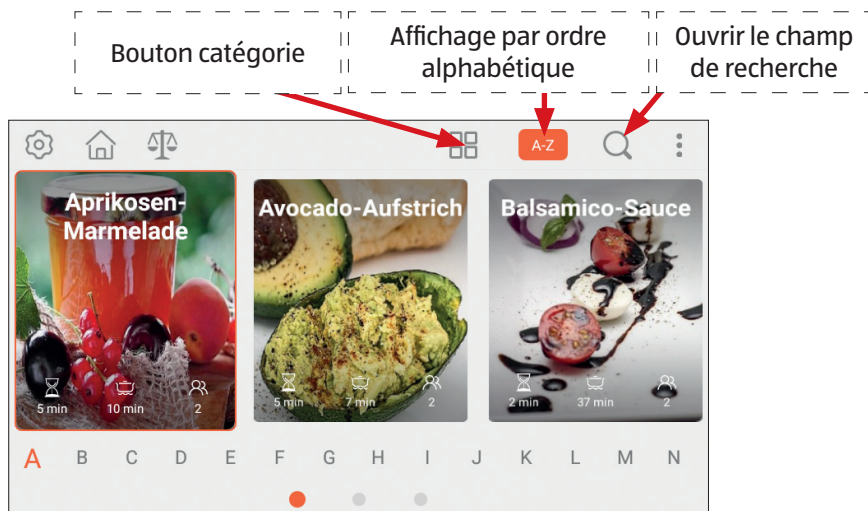 Bouton catégorie
Affichage par ordre
alphabétique
Ouvrir le champ
de recherche
A-Z
Aprikosen-
Marmelade
5 min 10 min 2
Avocado-Aufstrich
5 min 7 min 2
Balsamico-Sauce
2 min 37 min 2
A B C D E F G H I J K L M N